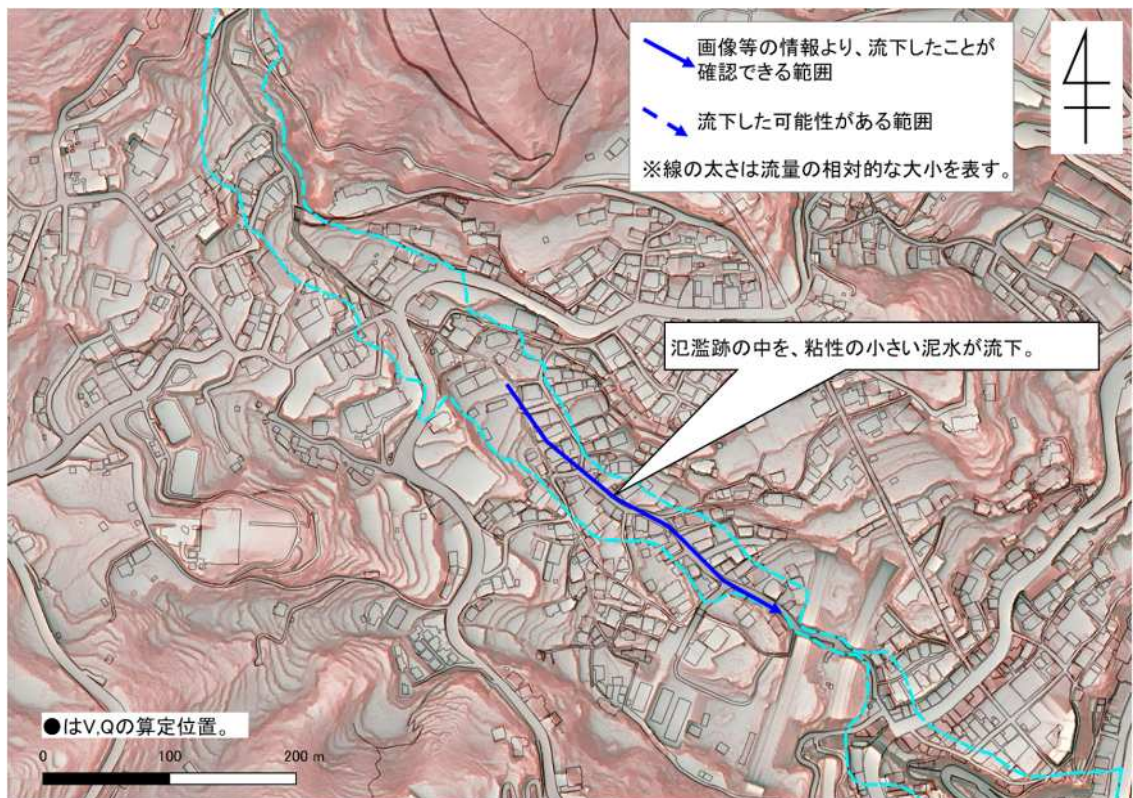 画像等の情報より、流下したことが
確認できる範囲
流下した可能性がある範囲
※線の太さは流量の相対的な大小を表す。
氾濫跡の中を、粘性の小さい泥水が流下。
●はV,Qの算定位置。
0 100 200 m